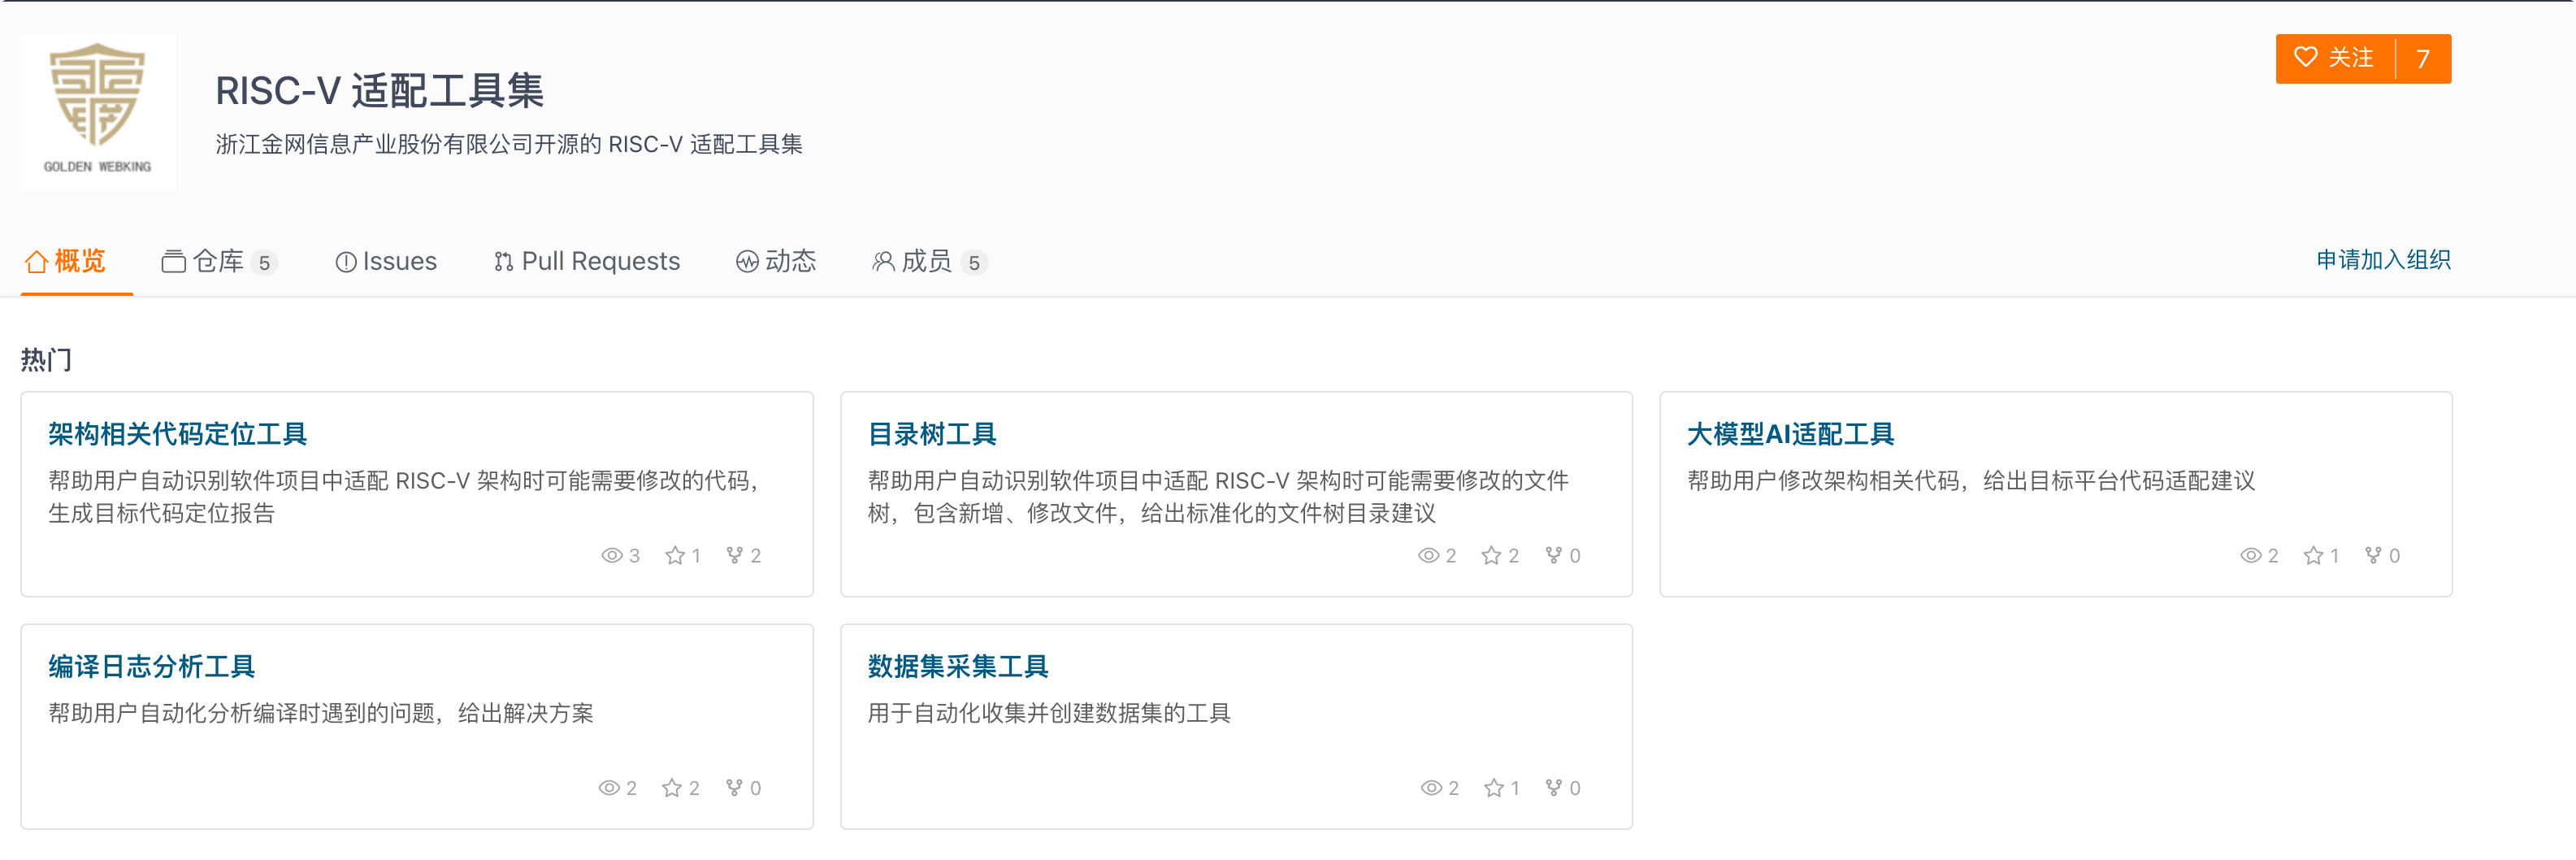 GOLDEN WEBKING
RISC-V 适配工具集
浙江金网信息产业股份有限公司开源的 RISC-V 适配工具集
关注 7
概览 仓库 5 Issues Pull Requests 动态 成员 5
申请加入组织
热门
架构相关代码定位工具
帮助用户自动识别软件项目中适配 RISC-V 架构时可能需要修改的代码，
生成目标代码定位报告
3 1 2
目录树工具
帮助用户自动识别软件项目中适配 RISC-V 架构时可能需要修改的文件
树，包含新增、修改文件，给出标准化的文件树目录建议
2 2 0
大模型AI适配工具
帮助用户修改架构相关代码，给出目标平台代码适配建议
2 1 0
编译日志分析工具
帮助用户自动化分析编译时遇到的问题，给出解决方案
2 2 0
数据集采集工具
用于自动化收集并创建数据集的工具
2 1 0